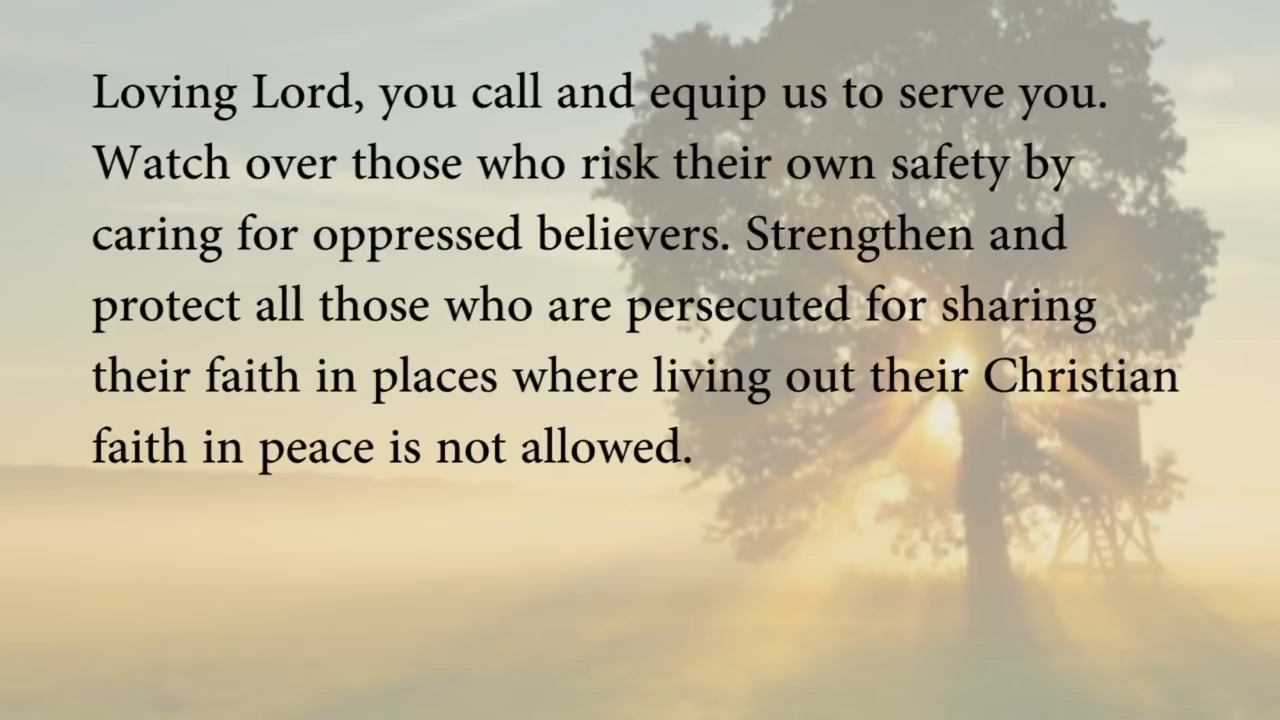 Loving Lord, you call and equip us to serve you.
Watch over those who risk their own safety by
caring for oppressed believers. Strengthen and
protect all those who are persecuted for sharing
their faith in places where living out their Christian
faith in peace is not allowed.